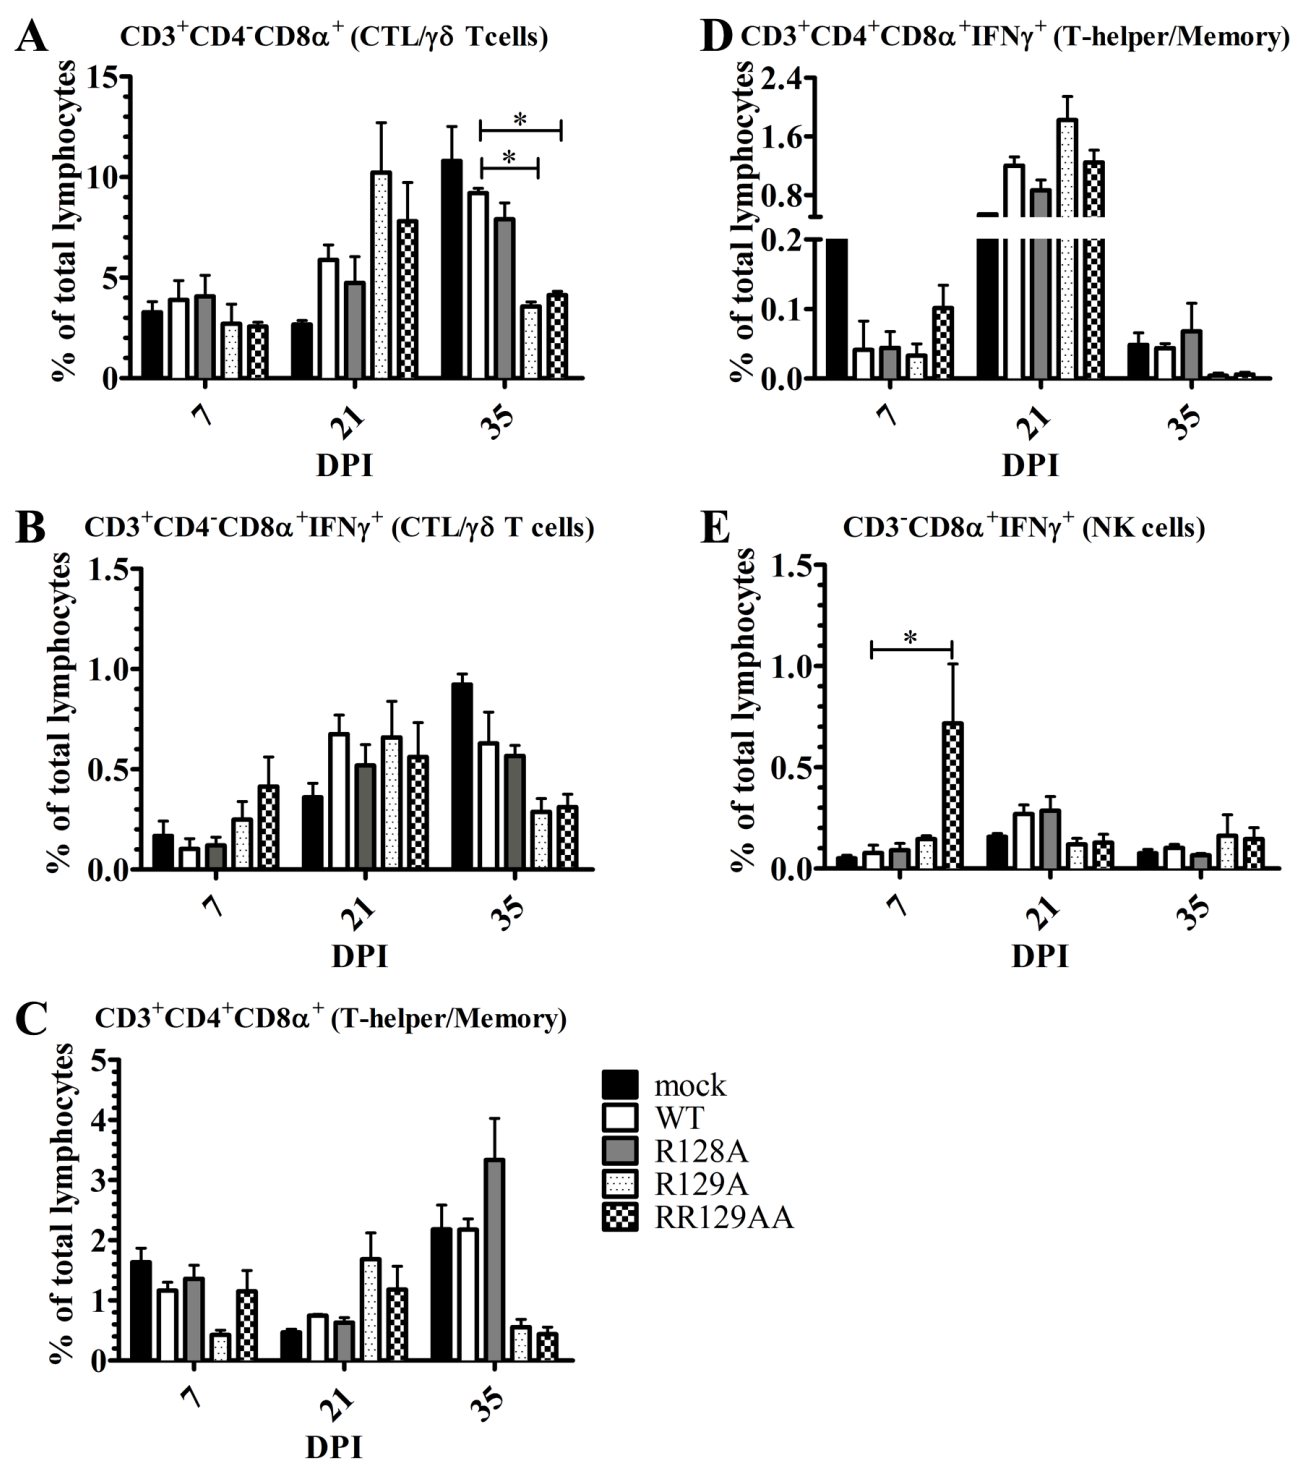 A CD3⁺CD4⁻CD8α⁺ (CTL/γδ Tcells)
% of total lymphocytes
15
10
5
0
*
*
7 21 35
DPI
B CD3⁺CD4⁻CD8α⁺IFNγ⁺ (CTL/γδ T cells)
% of total lymphocytes
1.5
1.0
0.5
0.0
7 21 35
DPI
C CD3⁺CD4⁺CD8α⁺ (T-helper/Memory)
% of total lymphocytes
5
4
3
2
1
0
7 21 35
DPI
mock
WT
R128A
R129A
RR129AA
D CD3⁺CD4⁺CD8α⁺IFNγ⁺ (T-helper/Memory)
% of total lymphocytes
2.4
1.6
0.8
0.2
0.1
0.0
7 21 35
DPI
E CD3⁻CD8α⁺IFNγ⁺ (NK cells)
% of total lymphocytes
1.5
1.0
0.5
0.0
*
7 21 35
DPI